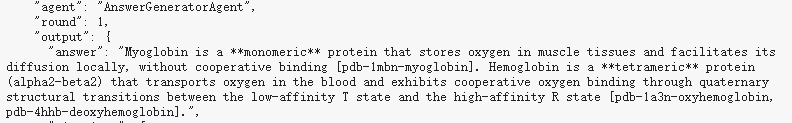 "agent": "AnswerGeneratorAgent",
"round": 1,
"output": {
"answer": "Myoglobin is a **monomeric** protein that stores oxygen in muscle tissues and facilitates its
diffusion locally, without cooperative binding [pdb-1mbn-myoglobin]. Hemoglobin is a **tetrameric** protein
(alpha2-beta2) that transports oxygen in the blood and exhibits cooperative oxygen binding through quaternary
structural transitions between the low-affinity T state and the high-affinity R state [pdb-1a3n-oxyhemoglobin,
pdb-4hhb-deoxyhemoglobin].",